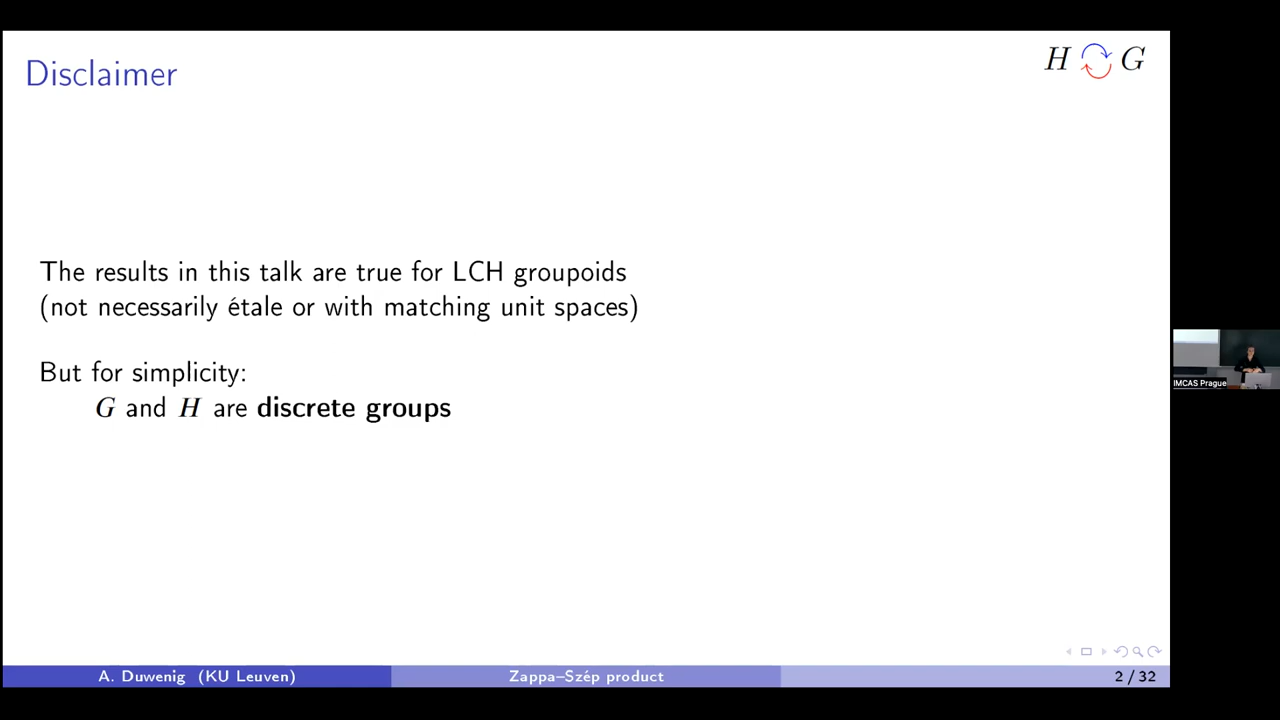 Disclaimer
H G
The results in this talk are true for LCH groupoids
(not necessarily étale or with matching unit spaces)
But for simplicity:
G and H are discrete groups
IMCAS Prague
A. Duwenig (KU Leuven)
Zappa–Szép product
2 / 32